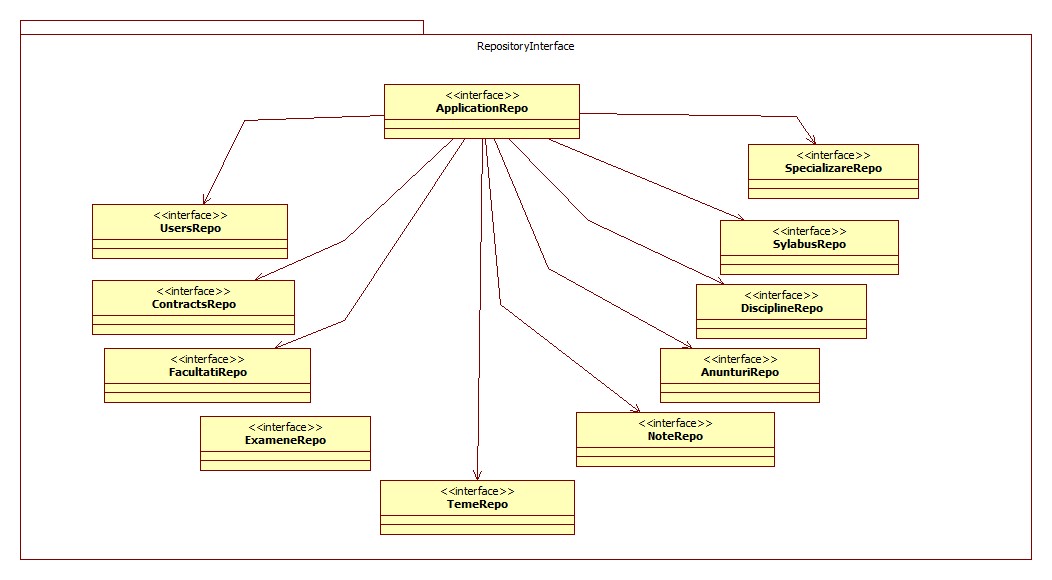 RepositoryInterface
<<interface>>
ApplicationRepo
<<interface>>
SpecializareRepo
<<interface>>
UsersRepo
<<interface>>
SylabusRepo
<<interface>>
ContractsRepo
<<interface>>
DisciplineRepo
<<interface>>
FacultatiRepo
<<interface>>
AnunturiRepo
<<interface>>
ExameneRepo
<<interface>>
NoteRepo
<<interface>>
TemeRepo